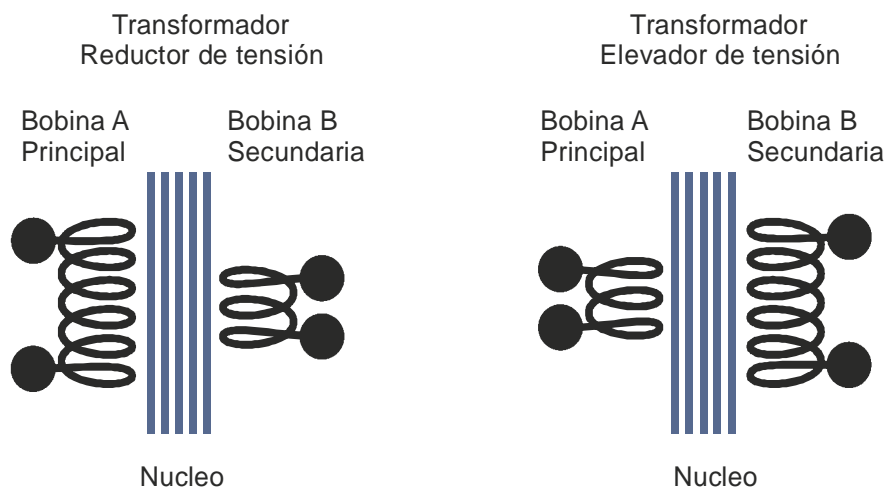 Transformador
Reductor de tensión
Bobina A
Principal
Bobina B
Secundaria
Nucleo
Transformador
Elevador de tensión
Bobina A
Principal
Bobina B
Secundaria
Nucleo